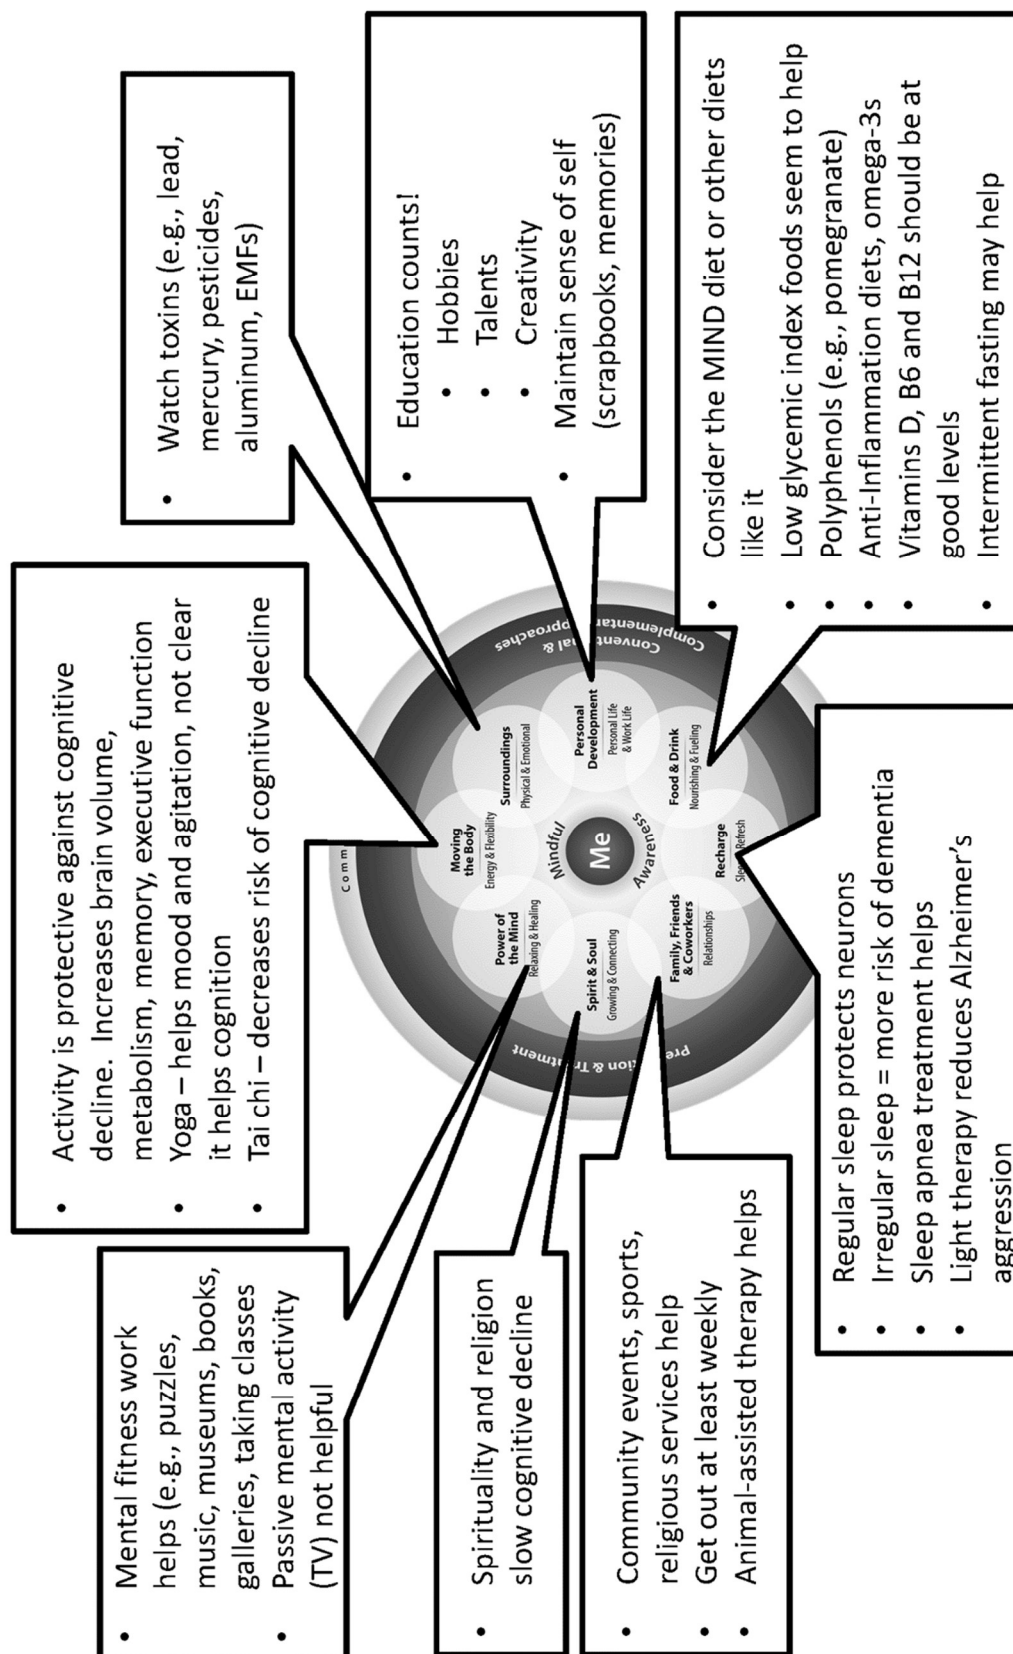 • Mental fitness work
helps (e.g., puzzles,
music, museums, books,
galleries, taking classes
• Passive mental activity
(TV) not helpful
• Activity is protective against cognitive
decline. Increases brain volume,
metabolism, memory, executive function
• Yoga – helps mood and agitation, not clear
it helps cognition
• Tai chi – decreases risk of cognitive decline
• Watch toxins (e.g., lead,
mercury, pesticides,
aluminum, EMFs)
• Education counts!
• Hobbies
• Talents
• Creativity
• Maintain sense of self
(scrapbooks, memories)
• Spirituality and religion
slow cognitive decline
• Community events, sports,
religious services help
• Get out at least weekly
• Animal-assisted therapy helps
• Regular sleep protects neurons
• Irregular sleep = more risk of dementia
• Sleep apnea treatment helps
• Light therapy reduces Alzheimer's
aggression
• Consider the MIND diet or other diets
like it
• Low glycemic index foods seem to help
• Polyphenols (e.g., pomegranate)
• Anti-Inflammation diets, omega-3s
• Vitamins D, B6 and B12 should be at
good levels
• Intermittent fasting may help
Comm
Moving
the Body
Energy & Flexibility
Surroundings
Physical & Emotional
Personal
Development
Personal Life
& Work Life
Food & Drink
Nourishing & Fueling
Recharge
Refresh
Family, Friends
& Coworkers
Relationships
Spirit & Soul
Growing & Connecting
Power of
the Mind
Relaxing & Healing
Mindful
Me
Awareness
& Treatment
&
Approaches